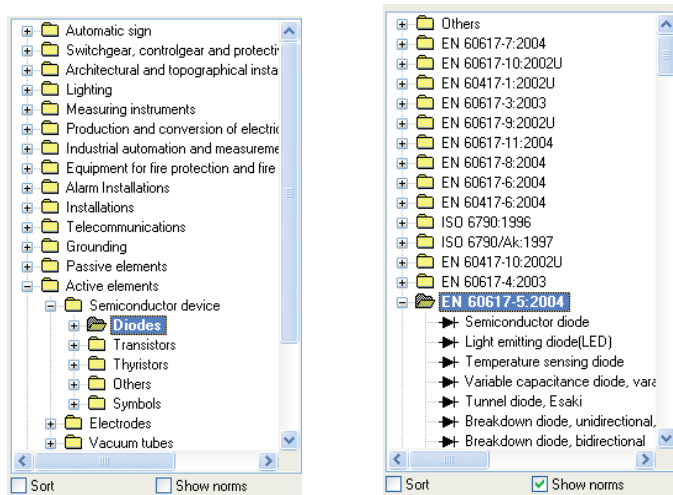 Automatic sign
Switchgear, controlgear and protecti
Architectural and topographical insta
Lighting
Measuring instruments
Production and conversion of electri
Industrial automation and measureme
Equipment for fire protection and fire
Alarm Installations
Installations
Telecommunications
Grounding
Passive elements
Active elements
Semiconductor device
Diodes
Transistors
Thyristors
Others
Symbols
Electrodes
Vacuum tubes
Sort Show norms
Others
EN 60617-7:2004
EN 60617-10:2002U
EN 60417-1:2002U
EN 60617-3:2003
EN 60617-9:2002U
EN 60617-11:2004
EN 60617-8:2004
EN 60617-6:2004
EN 60417-6:2004
ISO 6790:1996
ISO 6790/Ak:1997
EN 60417-10:2002U
EN 60617-4:2003
EN 60617-5:2004
Semiconductor diode
Light emitting diode(LED)
Temperature sensing diode
Variable capacitance diode, vara
Tunnel diode, Esaki
Breakdown diode, unidirectional,
Breakdown diode, bidirectional
Sort Show norms